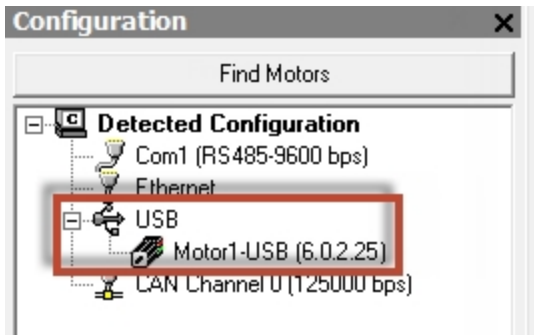 Configuration
Find Motors
Detected Configuration
Com1 (RS485-9600 bps)
Ethernet
USB
Motor1-USB (6.0.2.25)
CAN Channel 0 (125000 bps)